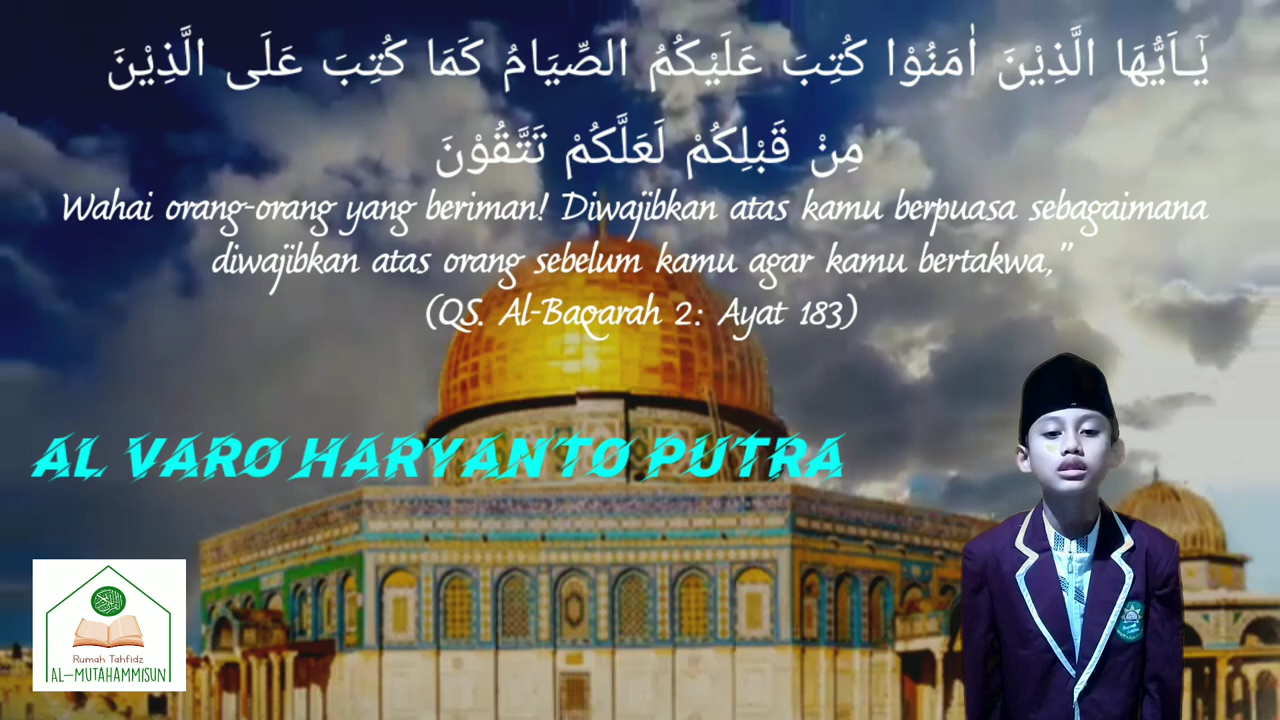 يٰٓـاَيُّهَا الَّذِيْنَ اٰمَنُوْا كُتِبَ عَلَيْکُمُ الصِّيَامُ کَمَا كُتِبَ عَلَى الَّذِيْنَ
مِنْ قَبْلِکُمْ لَعَلَّكُمْ تَتَّقُوْنَ
Wahai orang-orang yang beriman! Diwajibkan atas kamu berpuasa sebagaimana
diwajibkan atas orang sebelum kamu agar kamu bertakwa,"
(QS. Al-Baqarah 2: Ayat 183)
AL VARO HARYANTO PUTRA
Rumah Tahfidz
AL-MUTAHAMMISUN